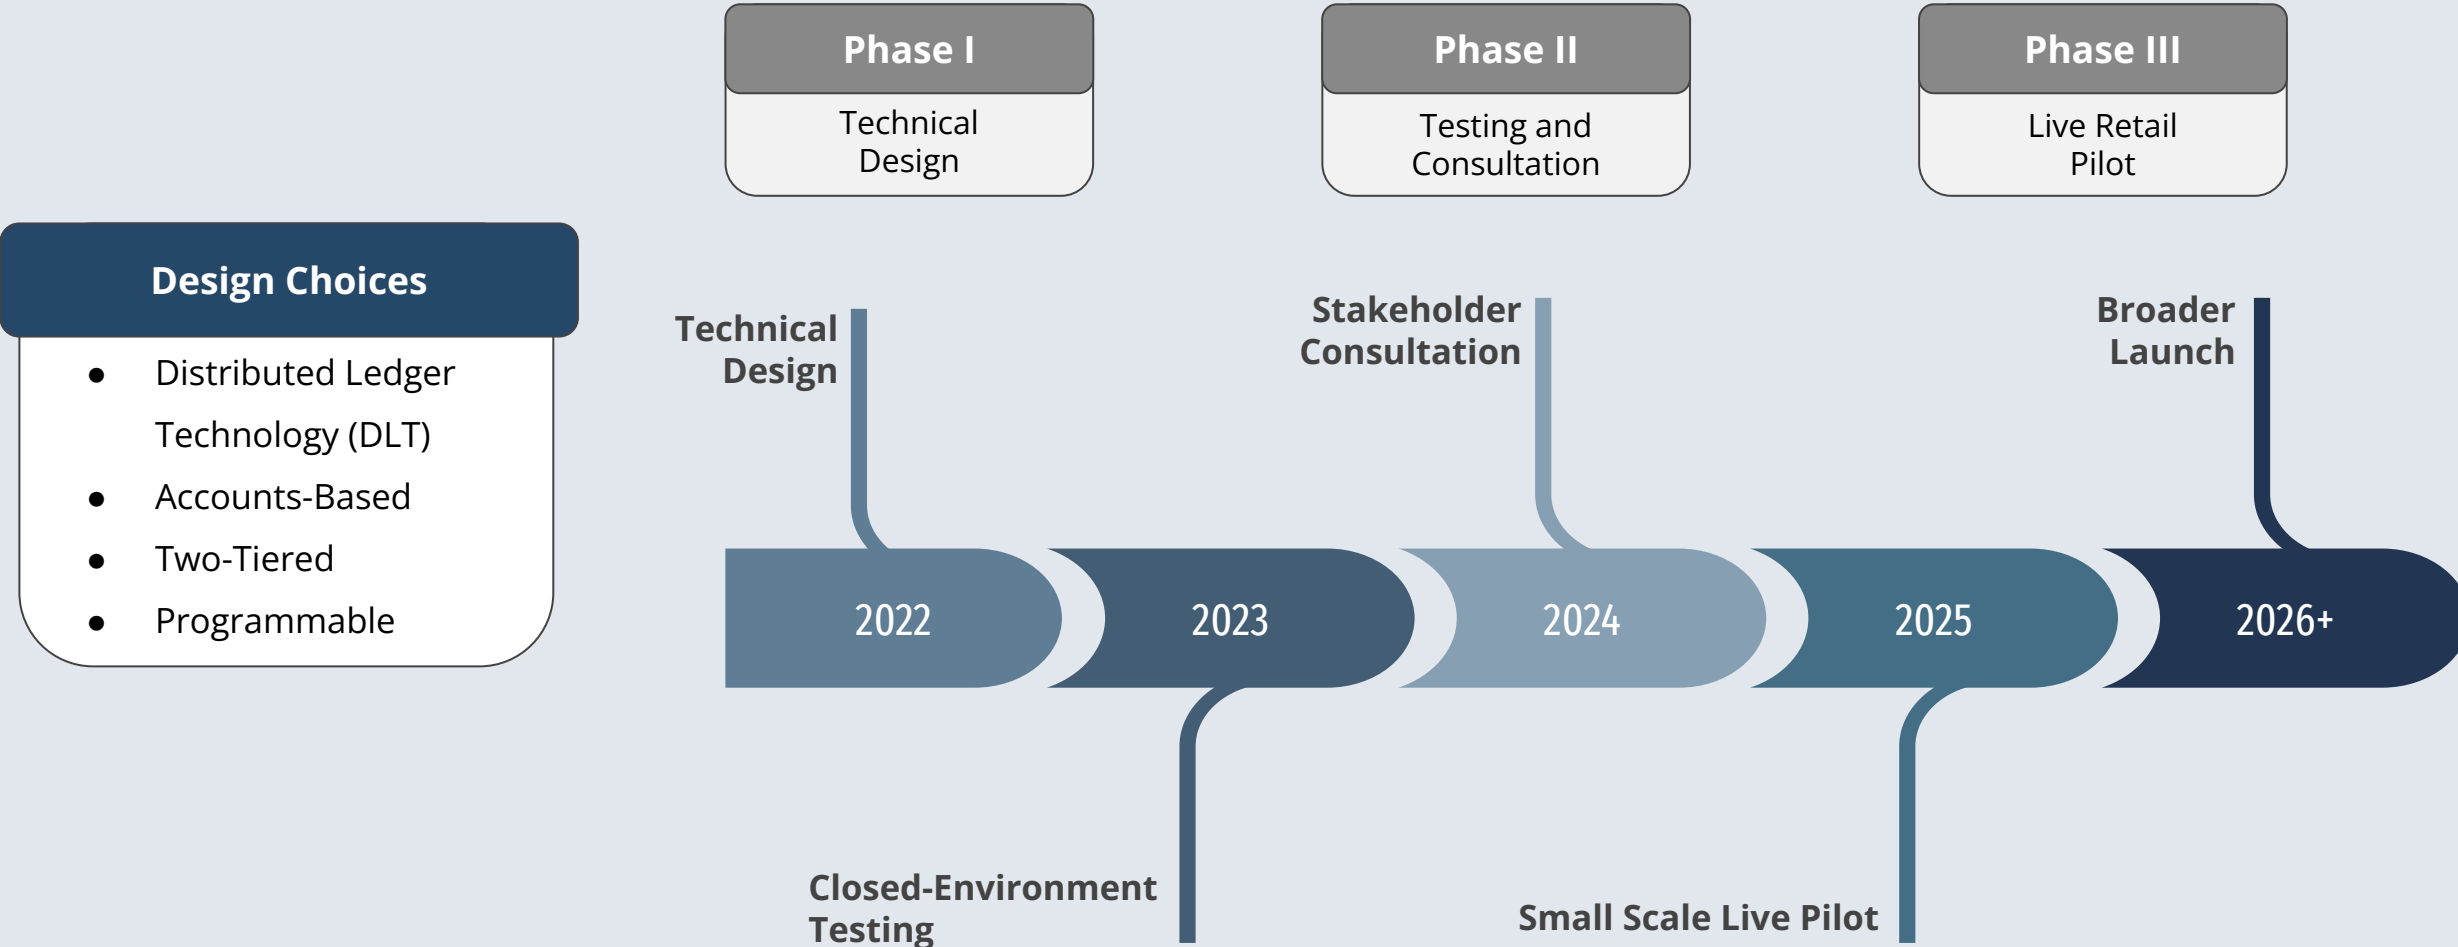 Phase I
Technical
Design
Phase II
Testing and
Consultation
Phase III
Live Retail
Pilot
Design Choices
● Distributed Ledger
Technology (DLT)
● Accounts-Based
● Two-Tiered
● Programmable
Technical
Design
Stakeholder
Consultation
Broader
Launch
2022
2023
2024
2025
2026+
Closed-Environment
Testing
Small Scale Live Pilot